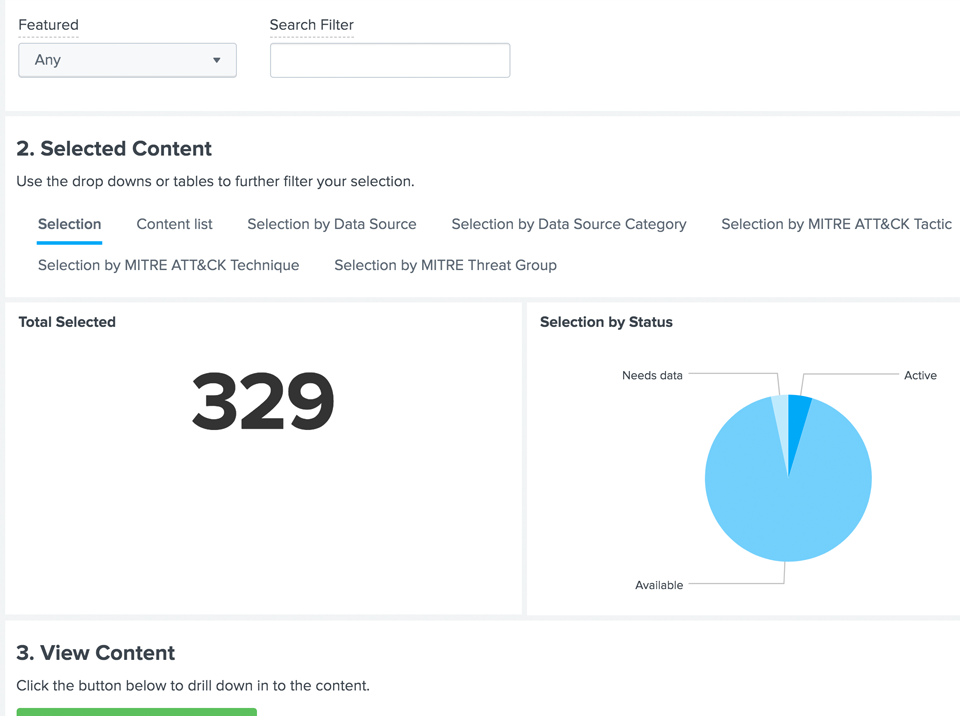 Featured
Search Filter
Any
2. Selected Content
Use the drop downs or tables to further filter your selection.
Selection
Content list
Selection by Data Source
Selection by Data Source Category
Selection by MITRE ATT&CK Tactic
Selection by MITRE ATT&CK Technique
Selection by MITRE Threat Group
Total Selected
329
Selection by Status
Needs data
Active
Available
3. View Content
Click the button below to drill down in to the content.